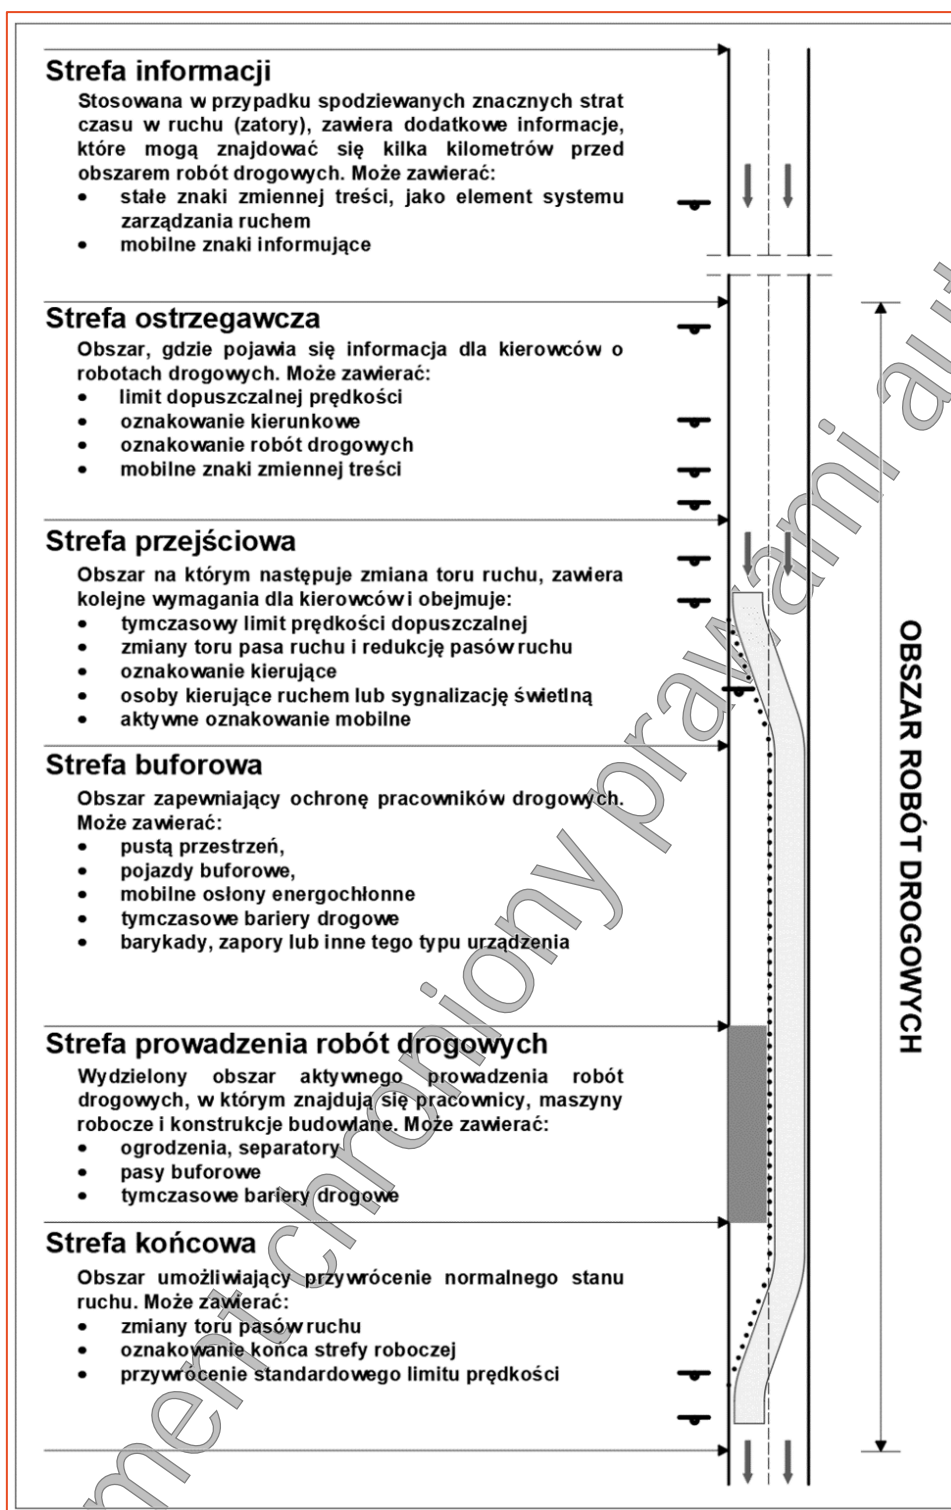 Strefa informacji
Stosowana w przypadku spodziewanych znacznych strat
czasu w ruchu (zatory), zawiera dodatkowe informacje,
które mogą znajdować się kilka kilometrów przed
obszarem robót drogowych. Może zawierać:
• stałe znaki zmiennej treści, jako element systemu
zarządzania ruchem
• mobilne znaki informujące
Strefa ostrzegawcza
Obszar, gdzie pojawia się informacja dla kierowców o
robotach drogowych. Może zawierać:
• limit dopuszczalnej prędkości
• oznakowanie kierunkowe
• oznakowanie robót drogowych
• mobilne znaki zmiennej treści
Strefa przejściowa
Obszar na którym następuje zmiana toru ruchu, zawiera
kolejne wymagania dla kierowców i obejmuje:
• tymczasowy limit prędkości dopuszczalnej
• zmiany toru pasa ruchu i redukcję pasów ruchu
• oznakowanie kierujące
• osoby kierujące ruchem lub sygnalizację świetlną
• aktywne oznakowanie mobilne
Strefa buforowa
Obszar zapewniający ochronę pracowników drogowych.
Może zawierać:
• pustą przestrzeń,
• pojazdy buforowe,
• mobilne osłony energochłonne
• tymczasowe bariery drogowe
• barykady, zapory lub inne tego typu urządzenia
Strefa prowadzenia robót drogowych
Wydzielony obszar aktywnego prowadzenia robót
drogowych, w którym znajdują się pracownicy, maszyny
robocze i konstrukcje budowlane. Może zawierać:
• ogrodzenia, separatory
• pasy buforowe
• tymczasowe bariery drogowe
Strefa końcowa
Obszar umożliwiający przywrócenie normalnego stanu
ruchu. Może zawierać:
• zmiany toru pasów ruchu
• oznakowanie końca strefy roboczej
• przywrócenie standardowego limitu prędkości
OBSZAR ROBÓT DROGOWYCH
ment chroniony prawami aut